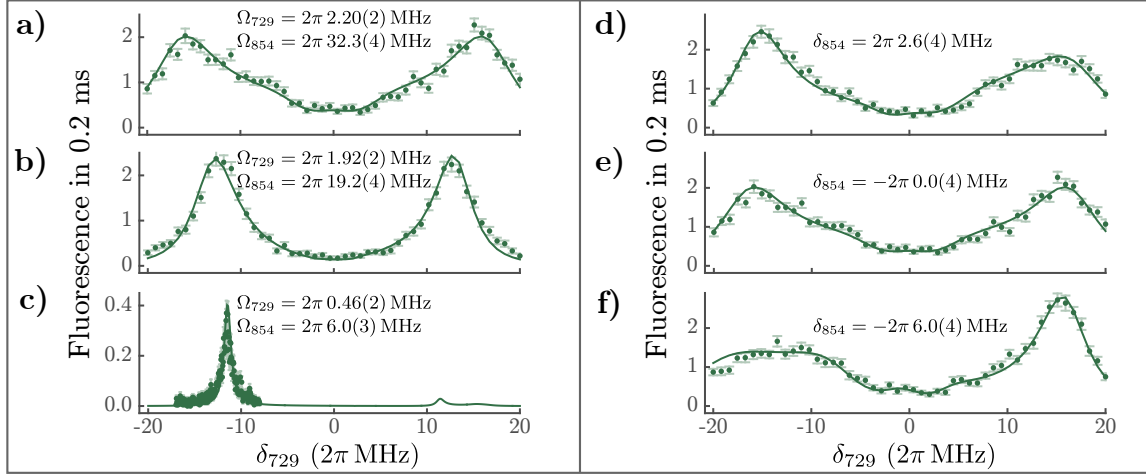 a)
Ω729 = 2π 2.20(2) MHz
Ω854 = 2π 32.3(4) MHz
2
1
0
b)
Ω729 = 2π 1.92(2) MHz
Ω854 = 2π 19.2(4) MHz
2
1
0
c)
Ω729 = 2π 0.46(2) MHz
Ω854 = 2π 6.0(3) MHz
0.4
0.2
0.0
-20 -10 0 10 20
δ729 (2π MHz)
Fluorescence in 0.2 ms
d)
δ854 = 2π 2.6(4) MHz
2
1
0
e)
δ854 = −2π 0.0(4) MHz
2
1
0
f)
δ854 = −2π 6.0(4) MHz
2
1
0
-20 -10 0 10 20
δ729 (2π MHz)
Fluorescence in 0.2 ms